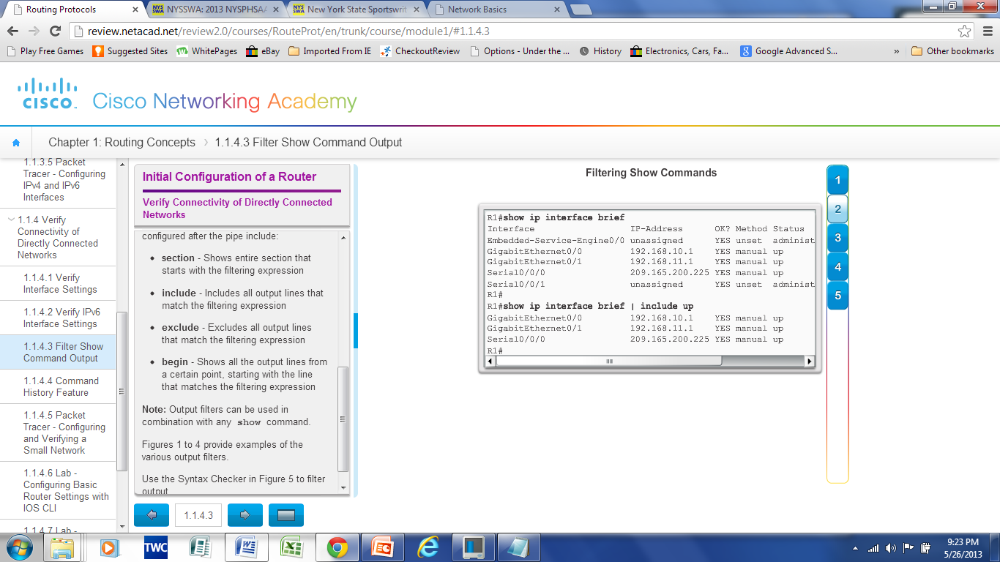 Routing Protocols
NYSSWA: 2013 NYSPHSAA
New York State Sportswrit
Network Basics
review.netacad.net/review2.0/courses/RouteProt/en/trunk/course/module1/#1.1.4.3
Play Free Games
Suggested Sites
WhitePages
eBay
Imported From IE
CheckoutReview
Options - Under the ...
History
Electronics, Cars, Fa...
Google Advanced S...
»
Other bookmarks
CISCO.
Cisco Networking Academy
Chapter 1: Routing Concepts
1.1.4.3 Filter Show Command Output
1.1.3.5 Packet
Tracer - Configuring
IPv4 and IPv6
Interfaces
1.1.4 Verify
Connectivity of
Directly Connected
Networks
1.1.4.1 Verify
Interface Settings
1.1.4.2 Verify IPv6
Interface Settings
1.1.4.3 Filter Show
Command Output
1.1.4.4 Command
History Feature
1.1.4.5 Packet
Tracer - Configuring
and Verifying a
Small Network
1.1.4.6 Lab -
Configuring Basic
Router Settings with
IOS CLI
1.1.4.7 Lab -
Initial Configuration of a Router
Verify Connectivity of Directly Connected
Networks
configured after the pipe include:
• section - Shows entire section that
starts with the filtering expression
• include - Includes all output lines that
match the filtering expression
• exclude - Excludes all output lines
that match the filtering expression
• begin - Shows all the output lines from
a certain point, starting with the line
that matches the filtering expression
Note: Output filters can be used in
combination with any show command.
Figures 1 to 4 provide examples of the
various output filters.
Use the Syntax Checker in Figure 5 to filter
output
1.1.4.3
Filtering Show Commands
R1#show ip interface brief
Interface IP-Address OK? Method Status
Embedded-Service-Engine0/0 unassigned YES unset administ
GigabitEthernet0/0 192.168.10.1 YES manual up
GigabitEthernet0/1 192.168.11.1 YES manual up
Serial0/0/0 209.165.200.225 YES manual up
Serial0/0/1 unassigned YES unset administ
R1#
R1#show ip interface brief | include up
GigabitEthernet0/0 192.168.10.1 YES manual up
GigabitEthernet0/1 192.168.11.1 YES manual up
Serial0/0/0 209.165.200.225 YES manual up
R1#
1
2
3
4
5
TWC
9:23 PM
5/26/2013